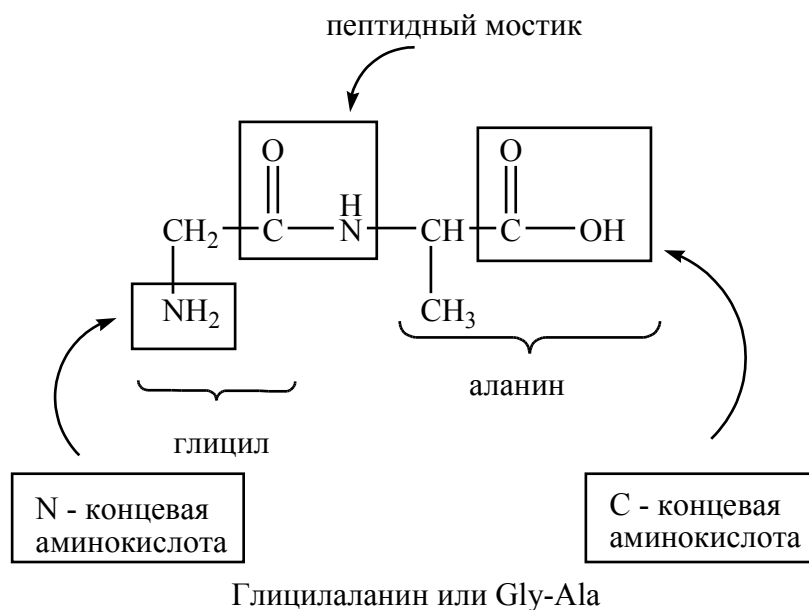 пептидный мостик
O
O
H
CH2
C
N
CH
C
OH
NH2
CH3
глицил
аланин
N - концевая
аминокислота
C - концевая
аминокислота
Глицилаланин или Gly-Ala